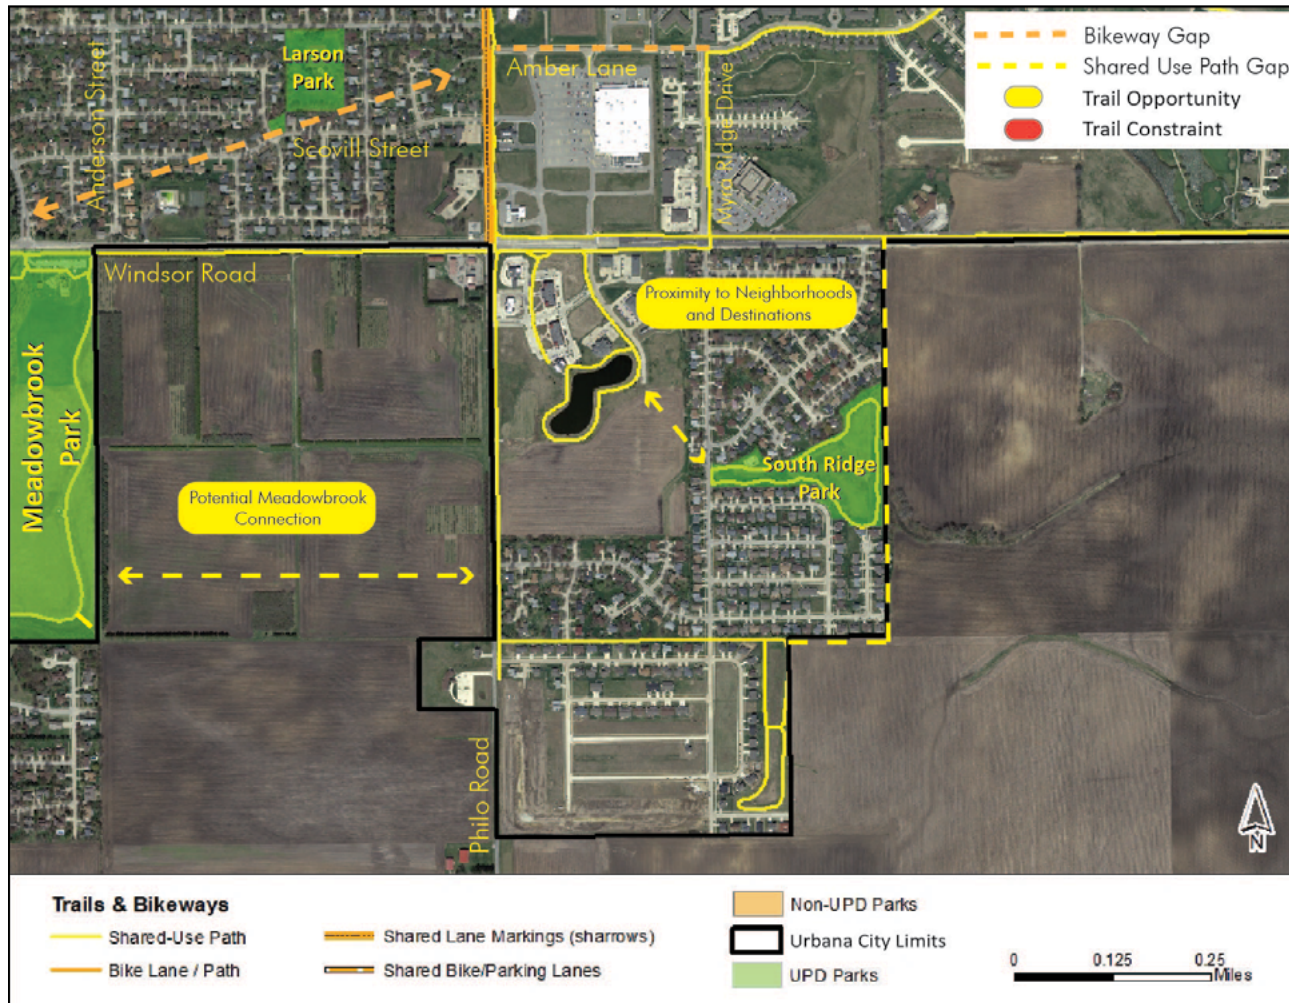 Anderson Street
Larson
Park
Scovill Street
Amber Lane
Myra Ridge Drive
Bikeway Gap
Shared Use Path Gap
Trail Opportunity
Trail Constraint
Windsor Road
Proximity to Neighborhoods
and Destinations
Meadowbrook
Park
Potential Meadowbrook
Connection
South Ridge
Park
Philo Road
N
Trails & Bikeways
Shared-Use Path
Bike Lane / Path
Shared Lane Markings (sharrows)
Shared Bike/Parking Lanes
Non-UPD Parks
Urbana City Limits
UPD Parks
0 0.125 0.25
Miles